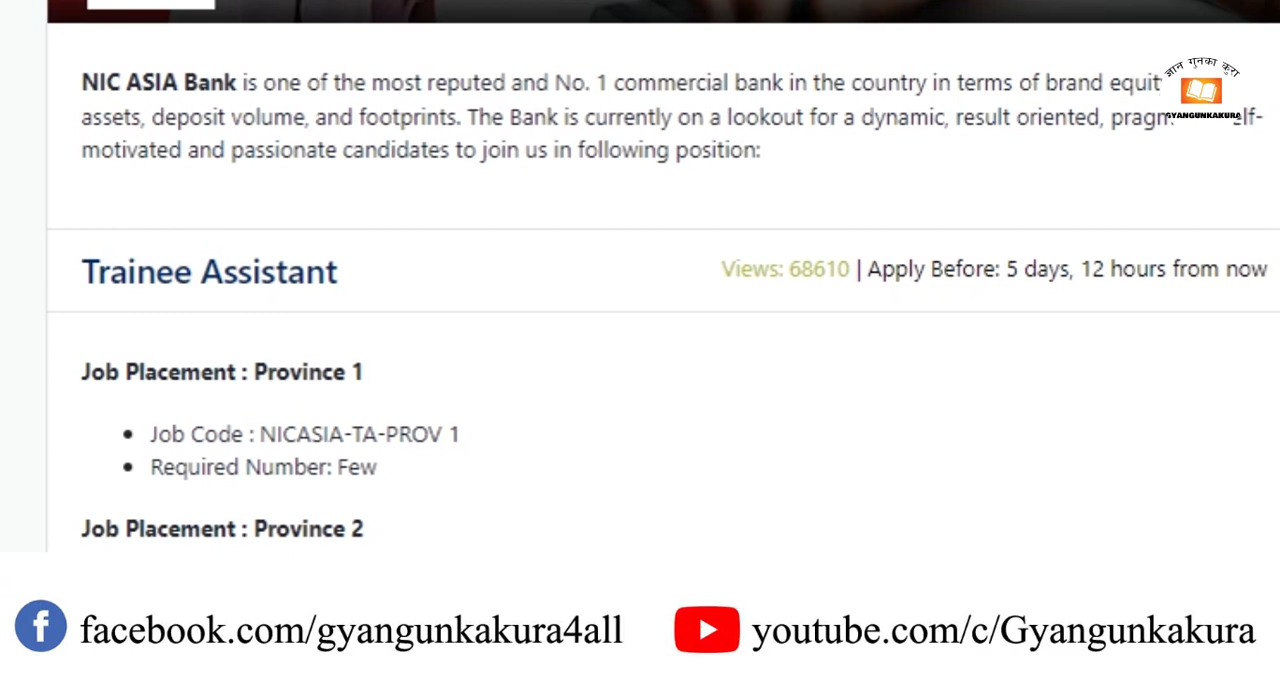 NIC ASIA Bank is one of the most reputed and No. 1 commercial bank in the country in terms of brand equit
ज्ञान गुनका कुरा
GYANGUNKAKURA
assets, deposit volume, and footprints. The Bank is currently on a lookout for a dynamic, result oriented, pragm elf-
motivated and passionate candidates to join us in following position:
Trainee Assistant
Views: 68610 | Apply Before: 5 days, 12 hours from now
Job Placement : Province 1
• Job Code : NICASIA-TA-PROV 1
• Required Number: Few
Job Placement : Province 2
facebook.com/gyangunkakura4all
youtube.com/c/Gyangunkakura